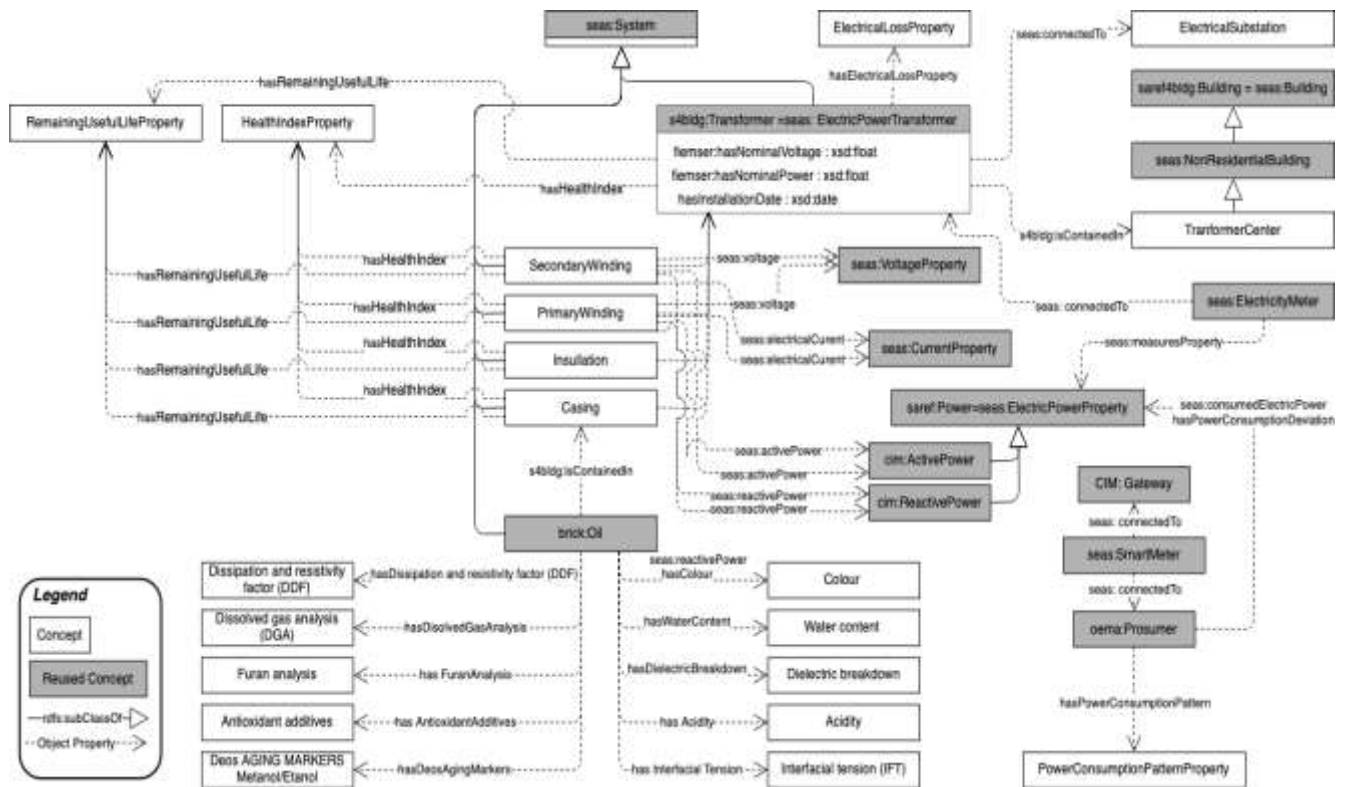 seas:System
ElectricalLossProperty
seas:connectedTo
ElectricalSubstation
hasElectricalLossProperty
hasRemainingUsefulLife
saref4bldg:Building = seas:Building
RemainingUsefulLifeProperty
HealthIndexProperty
s4bldg:Transformer =seas: ElectricPowerTransformer
fiemser:hasNominalVoltage : xsd:float
fiemser:hasNominalPower : xsd:float
hasInstallationDate : xsd:date
seas:NonResidentialBuilding
hasHealthIndex
s4bldg:isContainedIn
TranformerCenter
hasHealthIndex
SecondaryWinding
seas:voltage
seas:VoltageProperty
hasRemainingUsefulLife
seas:ElectricityMeter
hasHealthIndex
PrimaryWinding
seas:voltage
seas: connectedTo
hasRemainingUsefulLife
seas:electricalCurent
seas:CurrentProperty
seas:measuresProperty
hasHealthIndex
Insullation
seas:electricalCurent
hasRemainingUsefulLife
hasHealthIndex
Casing
saref:Power=seas:ElectricPowerProperty
seas:consumedElectricPower
hasPowerConsumptionDeviation
hasRemainingUsefulLife
seas:activePower
cim:ActivePower
s4bldg:isContainedIn
seas:activePower
seas:reactivePower
cim:ReactivePower
seas:reactivePower
CIM: Gateway
seas: connectedTo
brick:Oil
seas:SmartMeter
seas: connectedTo
oema:Prosumer
hasPowerConsumptionPattern
PowerConsumptionPatternProperty
Dissipation and resistivity
factor (DDF)
hasDissipation and resistivity factor (DDF)
seas:reactivePower
hasColour
Colour
Dissolved gas analysis
(DGA)
hasDisolvedGasAnalysis
hasWaterContent
Water content
Furan analysis
has FuranAnalysis
hasDielectricBreakdown
Dielectric breakdown
Antioxidant additives
has AntioxidantAdditives
has Acidity
Acidity
Deos AGING MARKERS
Metanol/Etanol
hasDeosAgingMarkers
has Interfacial Tension
Interfacial tension (IFT)
Legend
Concept
Reused Concept
rdfs:subClassOf
Object Property